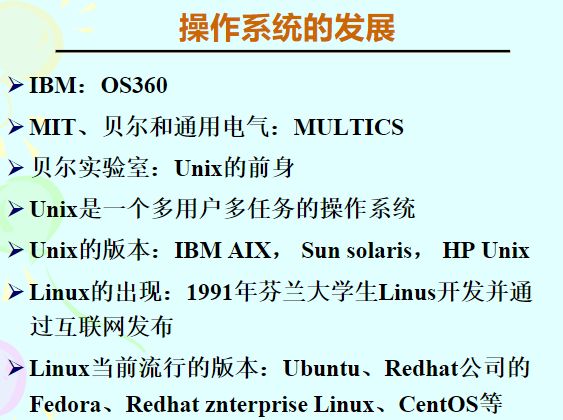 操作系统的发展
IBM：OS360
MIT、贝尔和通用电气：MULTICS
贝尔实验室：Unix的前身
Unix是一个多用户多任务的操作系统
Unix的版本：IBM AIX， Sun solaris， HP Unix
Linux的出现：1991年芬兰大学生Linus开发并通
过互联网发布
Linux当前流行的版本：Ubuntu、Redhat公司的
Fedora、Redhat znterprise Linux、CentOS等